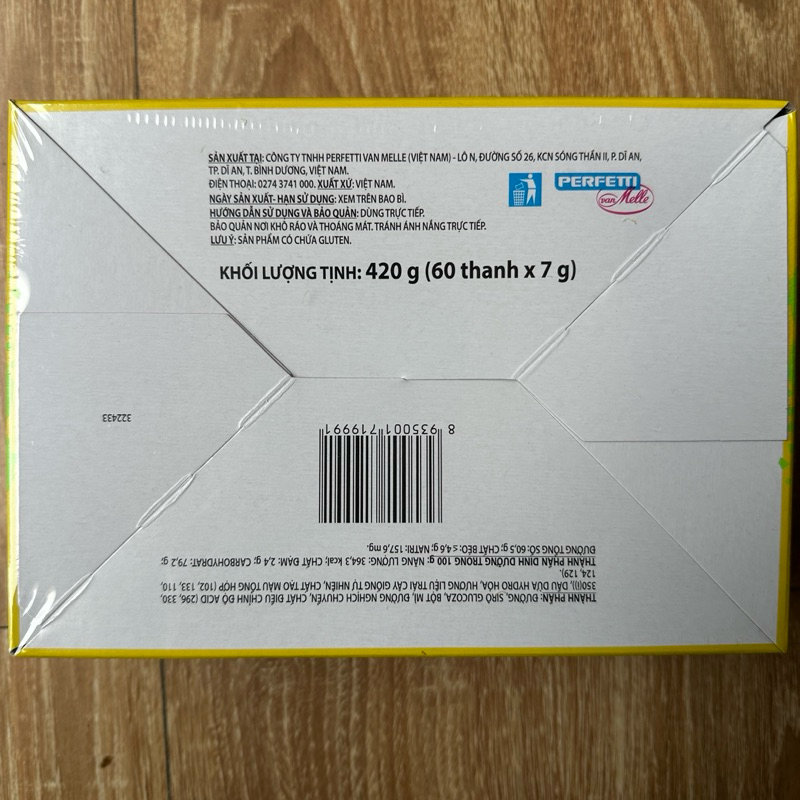 SẢN XUẤT TẠI: CÔNG TY TNHH PERFETTI VAN MELLE (VIỆT NAM) - LÔ N, ĐƯỜNG SỐ 26, KCN SÓNG THẦN II, P. DĨ AN,
TP. DĨ AN, T. BÌNH DƯƠNG, VIỆT NAM.
ĐIỆN THOẠI: 0274 3741 000. XUẤT XỨ: VIỆT NAM.
NGÀY SẢN XUẤT- HẠN SỬ DỤNG: XEM TRÊN BAO BÌ.
HƯỚNG DẪN SỬ DỤNG VÀ BẢO QUẢN: DÙNG TRỰC TIẾP.
BẢO QUẢN NƠI KHÔ RÁO VÀ THOÁNG MÁT. TRÁNH ÁNH NẮNG TRỰC TIẾP.
LƯU Ý: SẢN PHẨM CÓ CHỨA GLUTEN.
PERFETTI
van Melle
KHỐI LƯỢNG TỊNH: 420 g (60 thanh x 7 g)
322433
8 935001 719991
THÀNH PHẦN: ĐƯỜNG, SIRÔ GLUCOZA, BỘT MÌ, ĐƯỜNG NGHỊCH CHUYỂN, CHẤT ĐIỀU CHỈNH ĐỘ ACID (296, 330,
350(i)), DẦU DỪA HYDRO HÓA, HƯƠNG LIỆU TRÁI CÂY GIỐNG TỰ NHIÊN, CHẤT TẠO MÀU TỔNG HỢP (102, 133, 110,
124, 129).
THÀNH PHẦN DINH DƯỠNG TRONG 100 g: NĂNG LƯỢNG: 364,3 kcal; CHẤT ĐẠM: 2,4 g; CARBOHYDRAT: 79,2 g;
ĐƯỜNG TỔNG SỐ: 60,5 g; CHẤT BÉO: ≤ 4,6 g; NATRI: 157,6 mg.